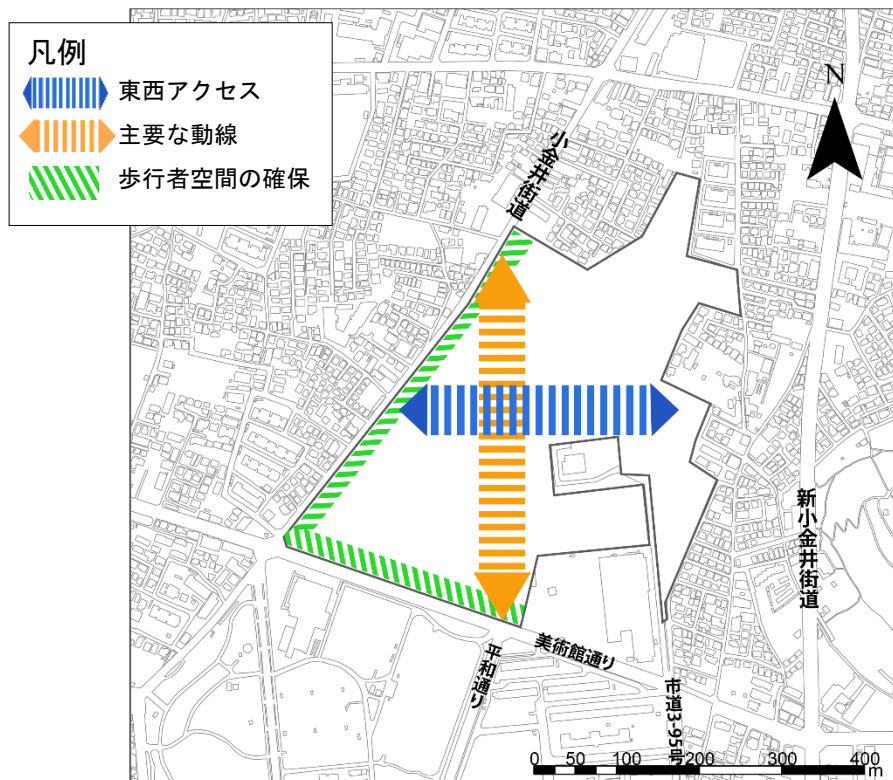 凡例
東西アクセス
主要な動線
歩行者空間の確保
N
小金井街道
新小金井街道
美術館通り
平和通り
市道3-95号
0 50 100 200 300 400
m